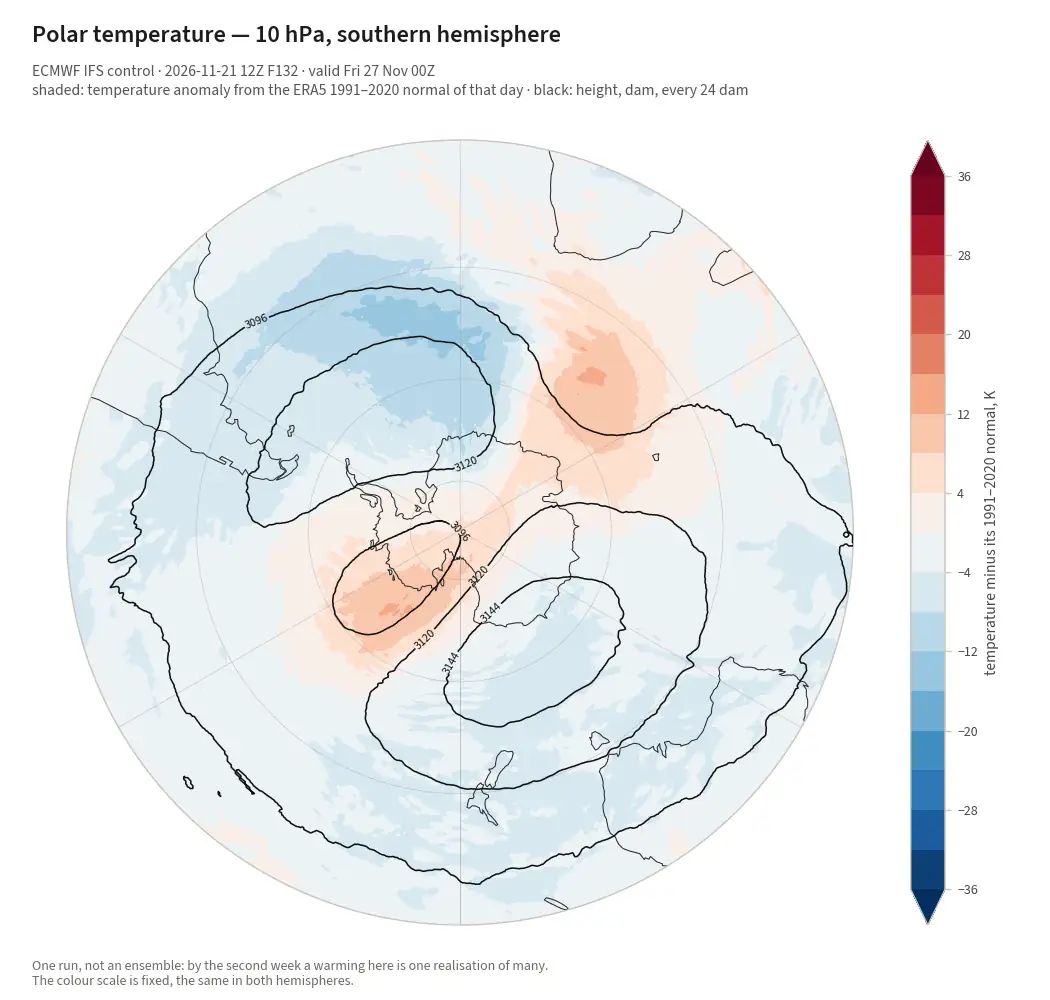 Polar temperature — 10 hPa, southern hemisphere
ECMWF IFS control · 2026-11-21 12Z F132 · valid Fri 27 Nov 00Z
shaded: temperature anomaly from the ERA5 1991–2020 normal of that day · black: height, dam, every 24 dam
3096
3120
3096
3120
3144
3120
3144
36
28
20
12
4
−4
−12
−20
−28
−36
temperature minus its 1991–2020 normal, K
One run, not an ensemble: by the second week a warming here is one realisation of many.
The colour scale is fixed, the same in both hemispheres.